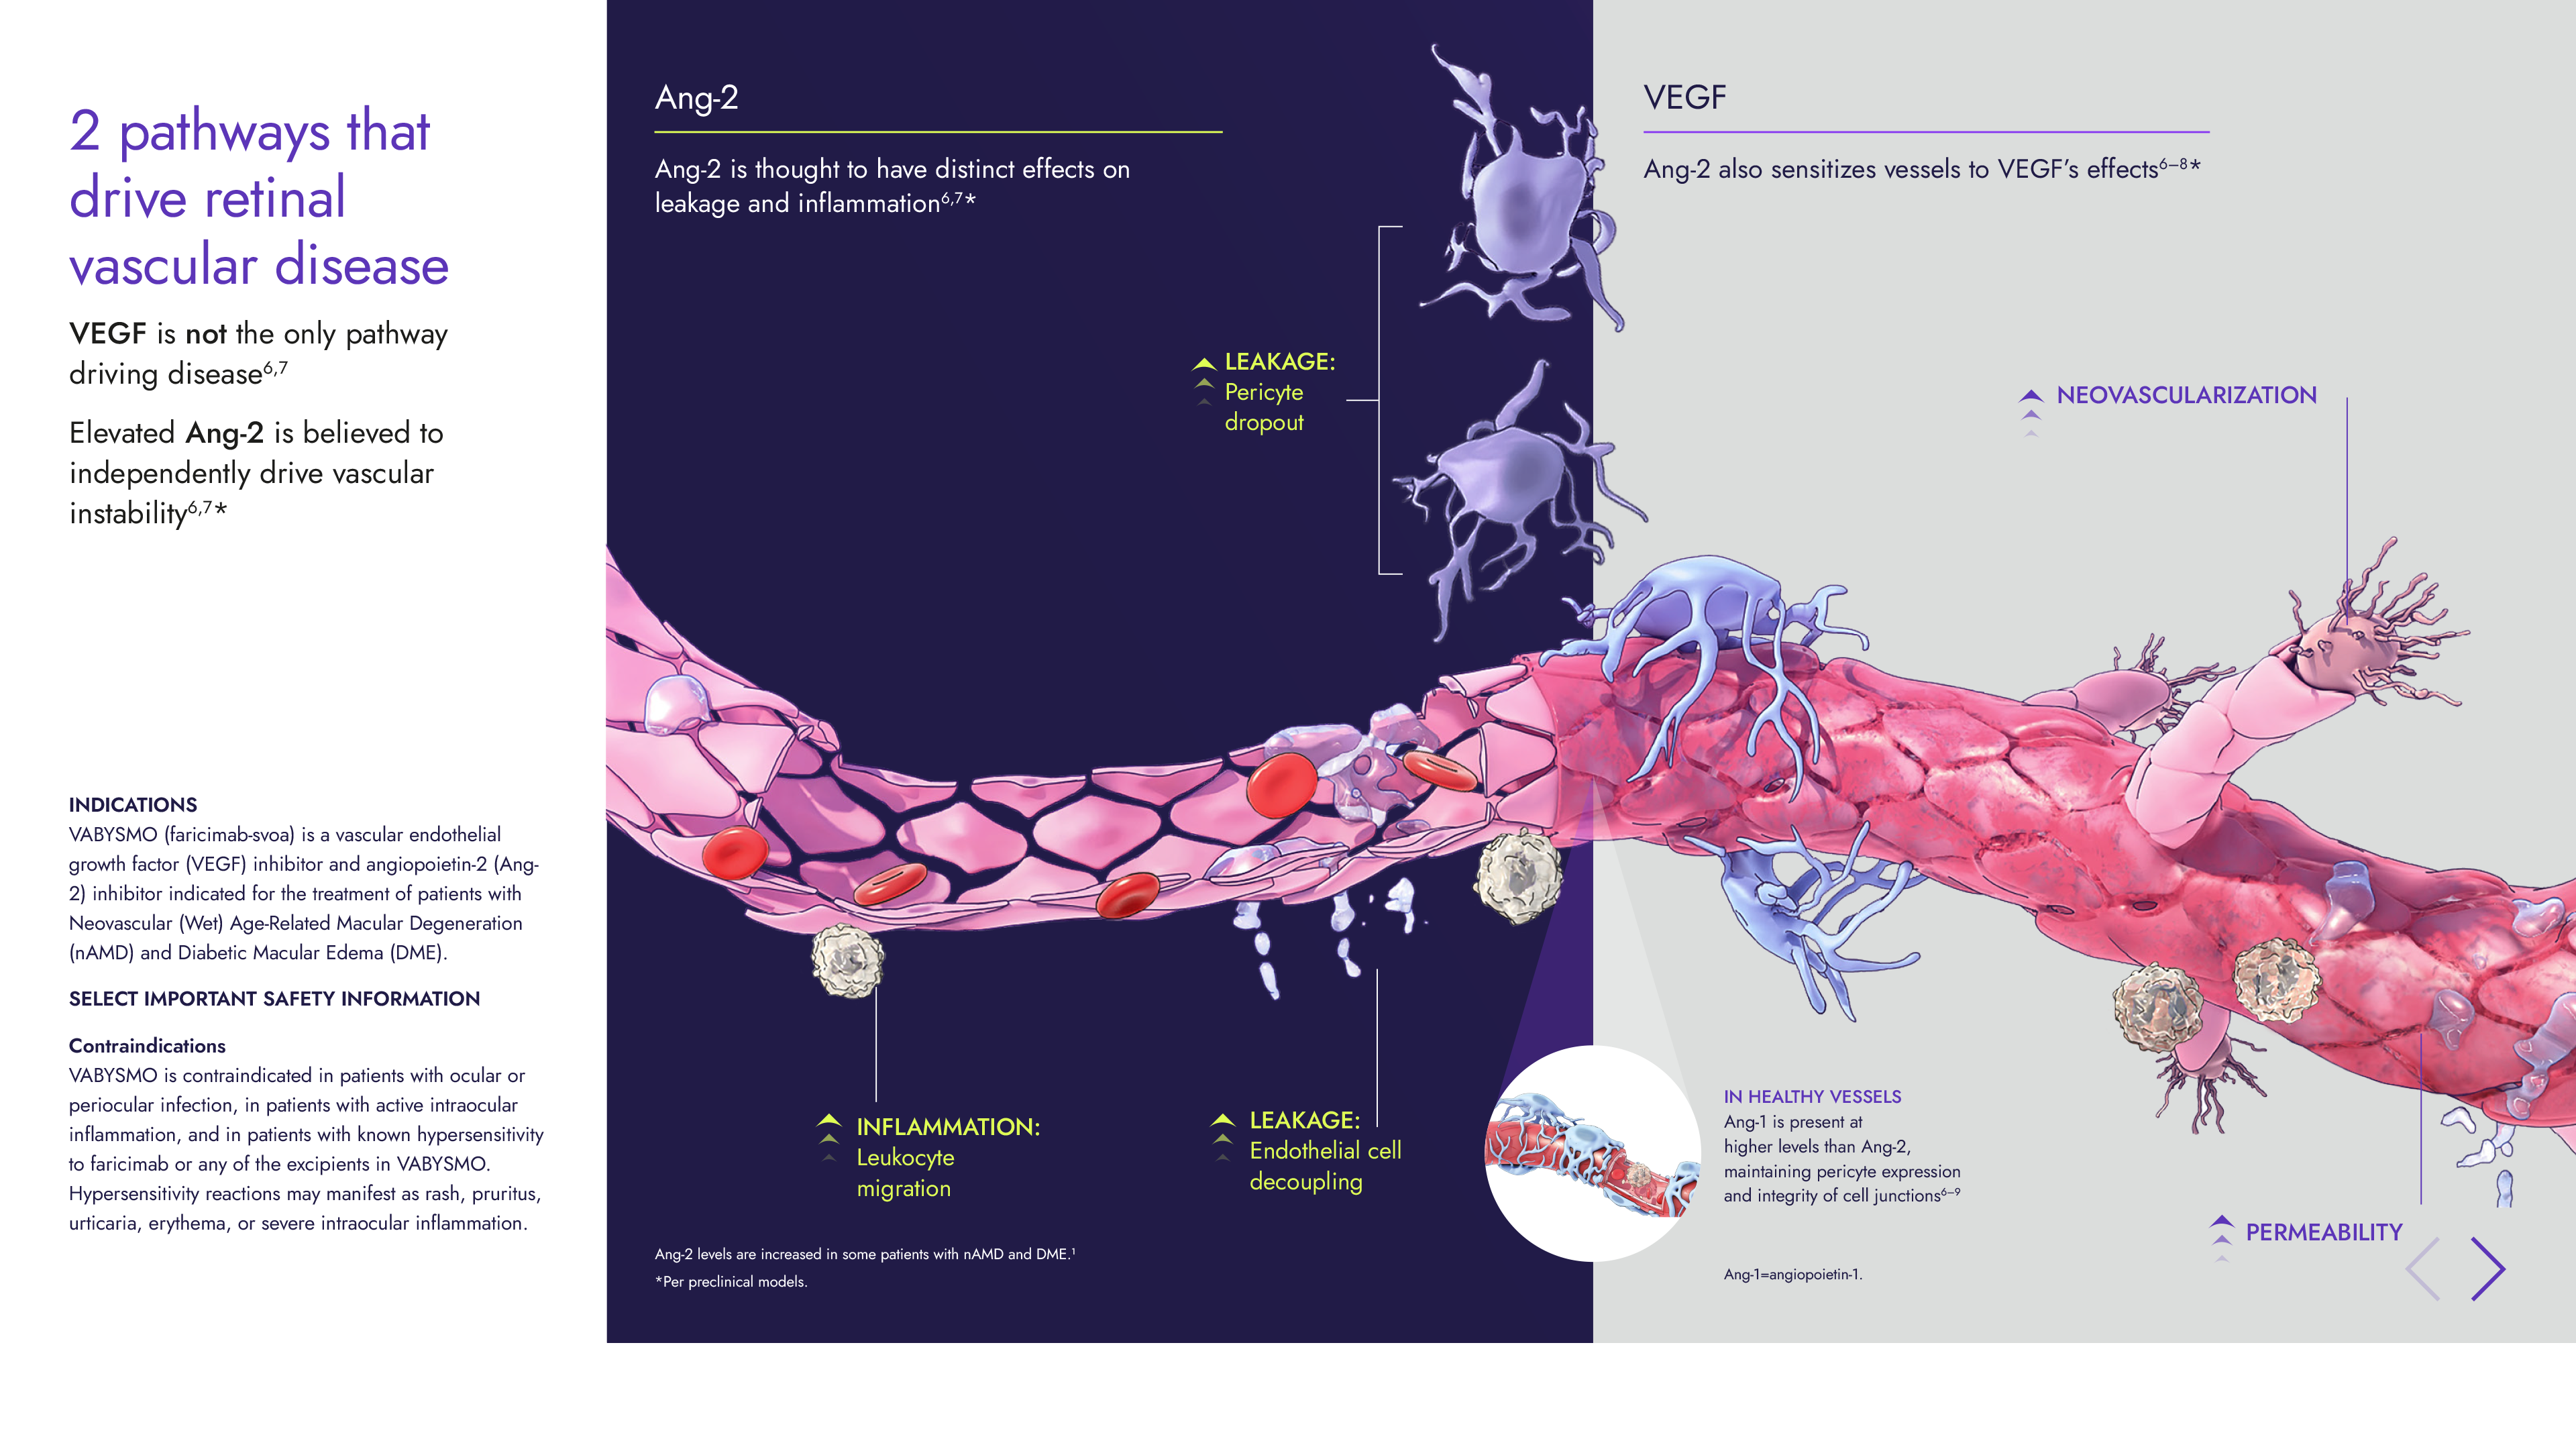 2 pathways that
drive retinal
vascular disease
VEGF is not the only pathway
driving disease6,7
Elevated Ang-2 is believed to
independently drive vascular
instability6,7*
INDICATIONS
VABYSMO (faricimab-svoa) is a vascular endothelial
growth factor (VEGF) inhibitor and angiopoietin-2 (Ang-
2) inhibitor indicated for the treatment of patients with
Neovascular (Wet) Age-Related Macular Degeneration
(nAMD) and Diabetic Macular Edema (DME).
SELECT IMPORTANT SAFETY INFORMATION
Contraindications
VABYSMO is contraindicated in patients with ocular or
periocular infection, in patients with active intraocular
inflammation, and in patients with known hypersensitivity
to faricimab or any of the excipients in VABYSMO.
Hypersensitivity reactions may manifest as rash, pruritus,
urticaria, erythema, or severe intraocular inflammation.
Ang-2
Ang-2 is thought to have distinct effects on
leakage and inflammation6,7*
LEAKAGE:
Pericyte
dropout
INFLAMMATION:
Leukocyte
migration
LEAKAGE:
Endothelial cell
decoupling
Ang-2 levels are increased in some patients with nAMD and DME.1
*Per preclinical models.
VEGF
Ang-2 also sensitizes vessels to VEGF's effects6–8*
NEOVASCULARIZATION
IN HEALTHY VESSELS
Ang-1 is present at
higher levels than Ang-2,
maintaining pericyte expression
and integrity of cell junctions6–9
PERMEABILITY
Ang-1=angiopoietin-1.